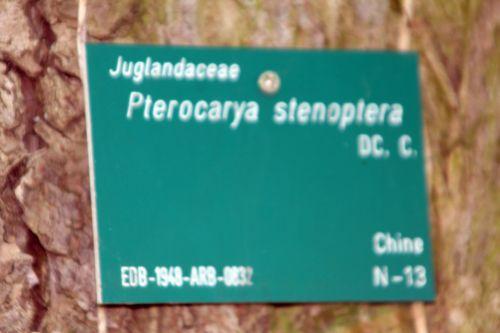 Juglandaceae
Pterocarya stenoptera
DC. C.
Chine
EDB-1948-ARB-0832 N-13